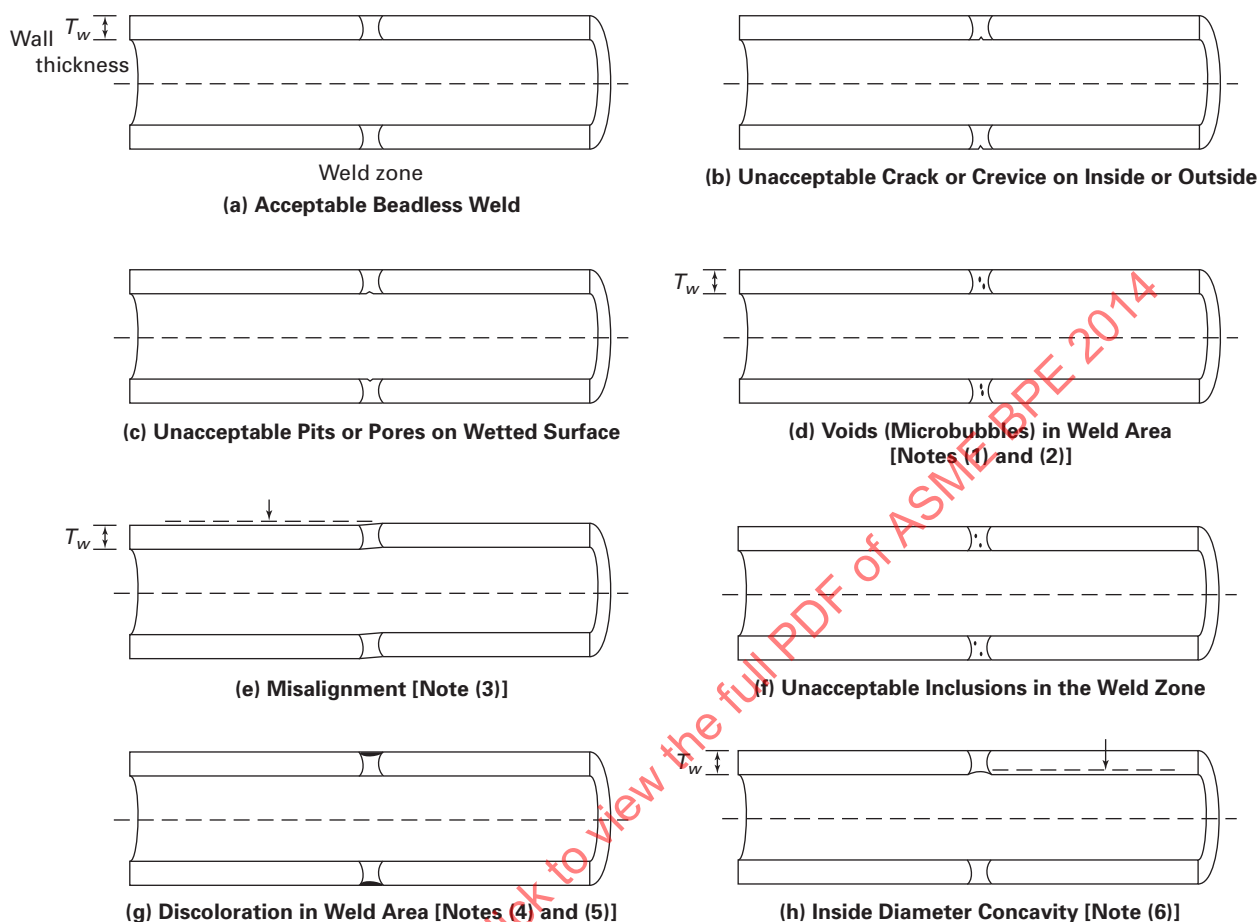 Wall
thickness
T_w
Weld zone
(a) Acceptable Beadless Weld
(b) Unacceptable Crack or Crevice on Inside or Outside
(c) Unacceptable Pits or Pores on Wetted Surface
T_w
(d) Voids (Microbubbles) in Weld Area
[Notes (1) and (2)]
T_w
(e) Misalignment [Note (3)]
(f) Unacceptable Inclusions in the Weld Zone
(g) Discoloration in Weld Area [Notes (4) and (5)]
T_w
(h) Inside Diameter Concavity [Note (6)]
to view the full PDF of ASME BPE 2014